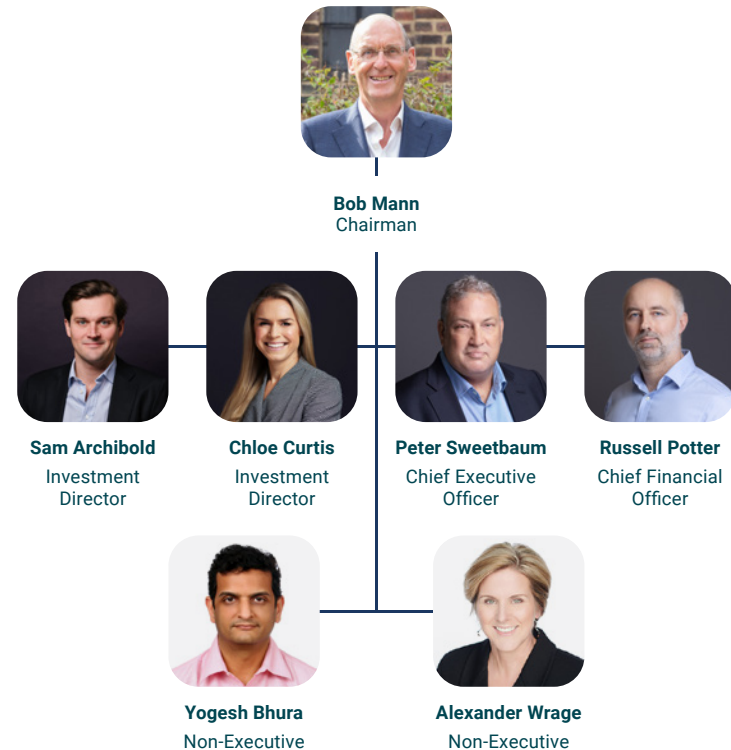 Bob Mann
Chairman
Sam Archibold
Chloe Curtis
Peter Sweetbaum
Russell Potter
Investment
Director
Investment
Director
Chief Executive
Officer
Chief Financial
Officer
Yogesh Bhura
Alexander Wrage
Non-Executive
Non-Executive